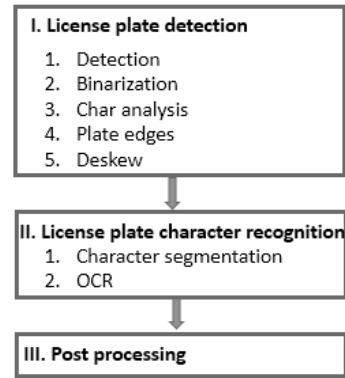 I. License plate detection
1. Detection
2. Binarization
3. Char analysis
4. Plate edges
5. Deskew
II. License plate character recognition
1. Character segmentation
2. OCR
III. Post processing